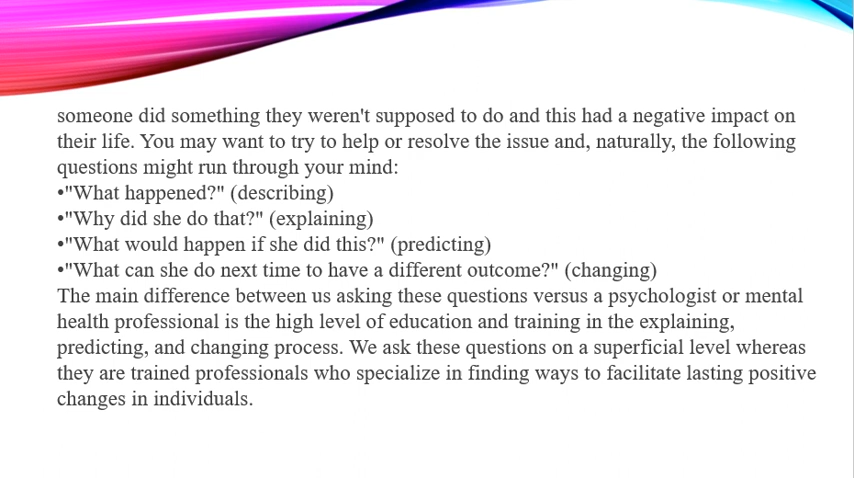 someone did something they weren't supposed to do and this had a negative impact on
their life. You may want to try to help or resolve the issue and, naturally, the following
questions might run through your mind:
•"What happened?" (describing)
•"Why did she do that?" (explaining)
•"What would happen if she did this?" (predicting)
•"What can she do next time to have a different outcome?" (changing)
The main difference between us asking these questions versus a psychologist or mental
health professional is the high level of education and training in the explaining,
predicting, and changing process. We ask these questions on a superficial level whereas
they are trained professionals who specialize in finding ways to facilitate lasting positive
changes in individuals.